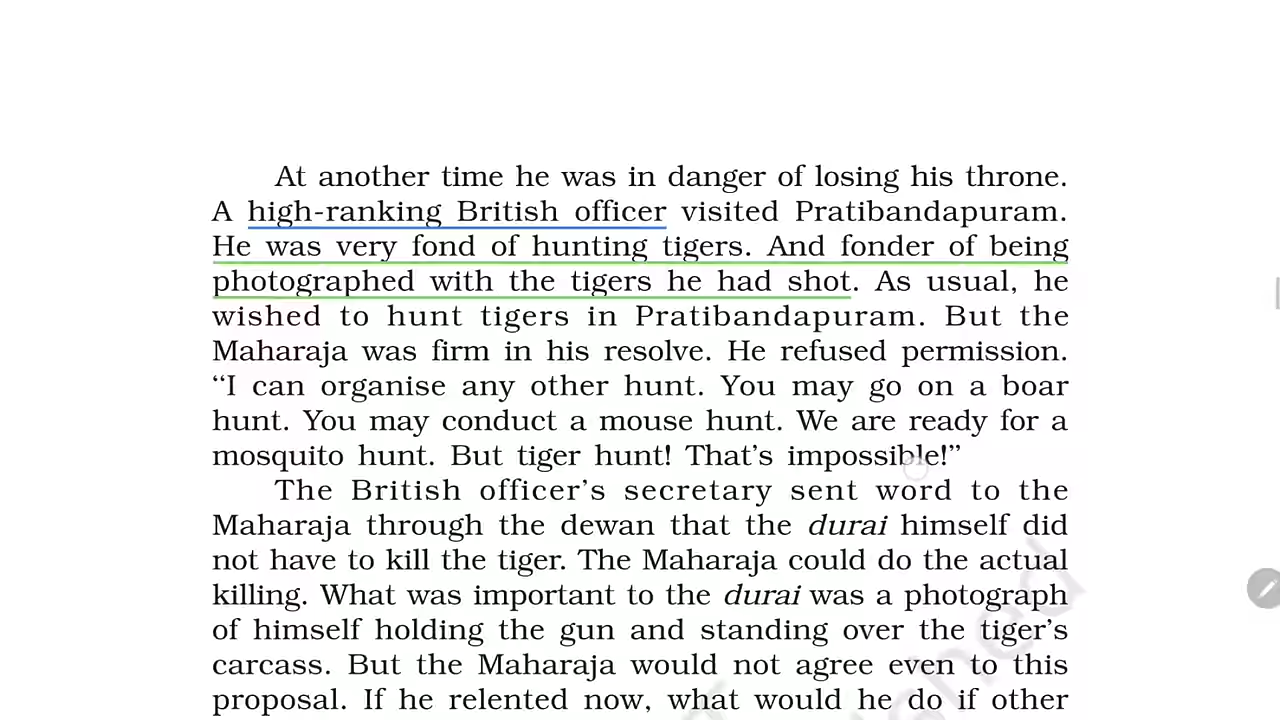 At another time he was in danger of losing his throne.
A high-ranking British officer visited Pratibandapuram.
He was very fond of hunting tigers. And fonder of being
photographed with the tigers he had shot. As usual, he
wished to hunt tigers in Pratibandapuram. But the
Maharaja was firm in his resolve. He refused permission.
‘‘I can organise any other hunt. You may go on a boar
hunt. You may conduct a mouse hunt. We are ready for a
mosquito hunt. But tiger hunt! That’s impossible!”
The British officer’s secretary sent word to the
Maharaja through the dewan that the durai himself did
not have to kill the tiger. The Maharaja could do the actual
killing. What was important to the durai was a photograph
of himself holding the gun and standing over the tiger’s
carcass. But the Maharaja would not agree even to this
proposal. If he relented now, what would he do if other